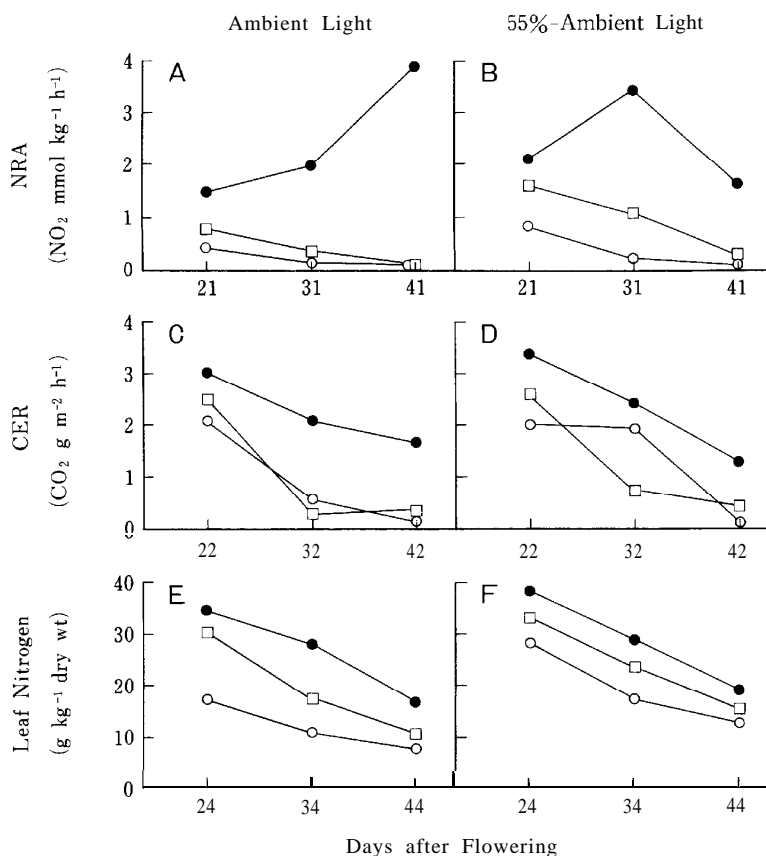 Ambient Light 55%-Ambient Light
A B
NRA
(NO₂ mmol kg⁻¹ h⁻¹)
4
3
2
1
0
21 31 41 21 31 41
C D
CER
(CO₂ g m⁻² h⁻¹)
4
3
2
1
0
22 32 42 22 32 42
E F
Leaf Nitrogen
(g kg⁻¹ dry wt)
40
30
20
10
0
24 34 44 24 34 44
Days after Flowering